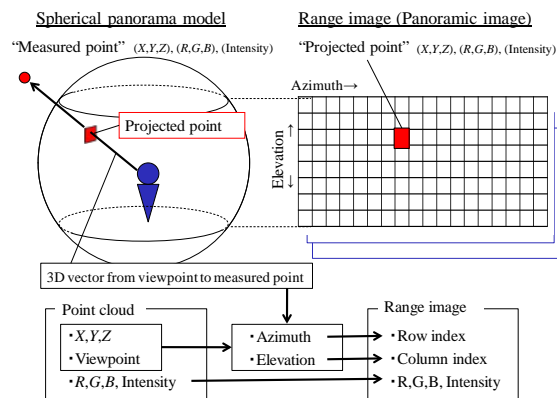 Spherical panorama model
Range image (Panoramic image)
“Measured point” (X,Y,Z), (R,G,B), (Intensity)
“Projected point” (X,Y,Z), (R,G,B), (Intensity)
Azimuth→
Projected point
←Elevation→
3D vector from viewpoint to measured point
Point cloud
Range image
・X,Y,Z
・Viewpoint
・R,G,B, Intensity
・Azimuth
・Elevation
・Row index
・Column index
・R,G,B, Intensity